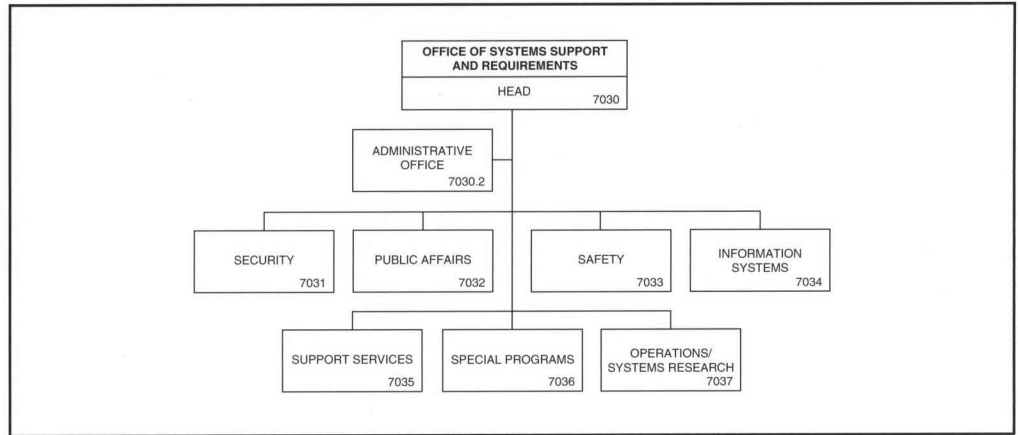 OFFICE OF SYSTEMS SUPPORT
AND REQUIREMENTS
HEAD
7030
ADMINISTRATIVE
OFFICE
7030.2
SECURITY
7031
PUBLIC AFFAIRS
7032
SAFETY
7033
INFORMATION
SYSTEMS
7034
SUPPORT SERVICES
7035
SPECIAL PROGRAMS
7036
OPERATIONS/
SYSTEMS RESEARCH
7037